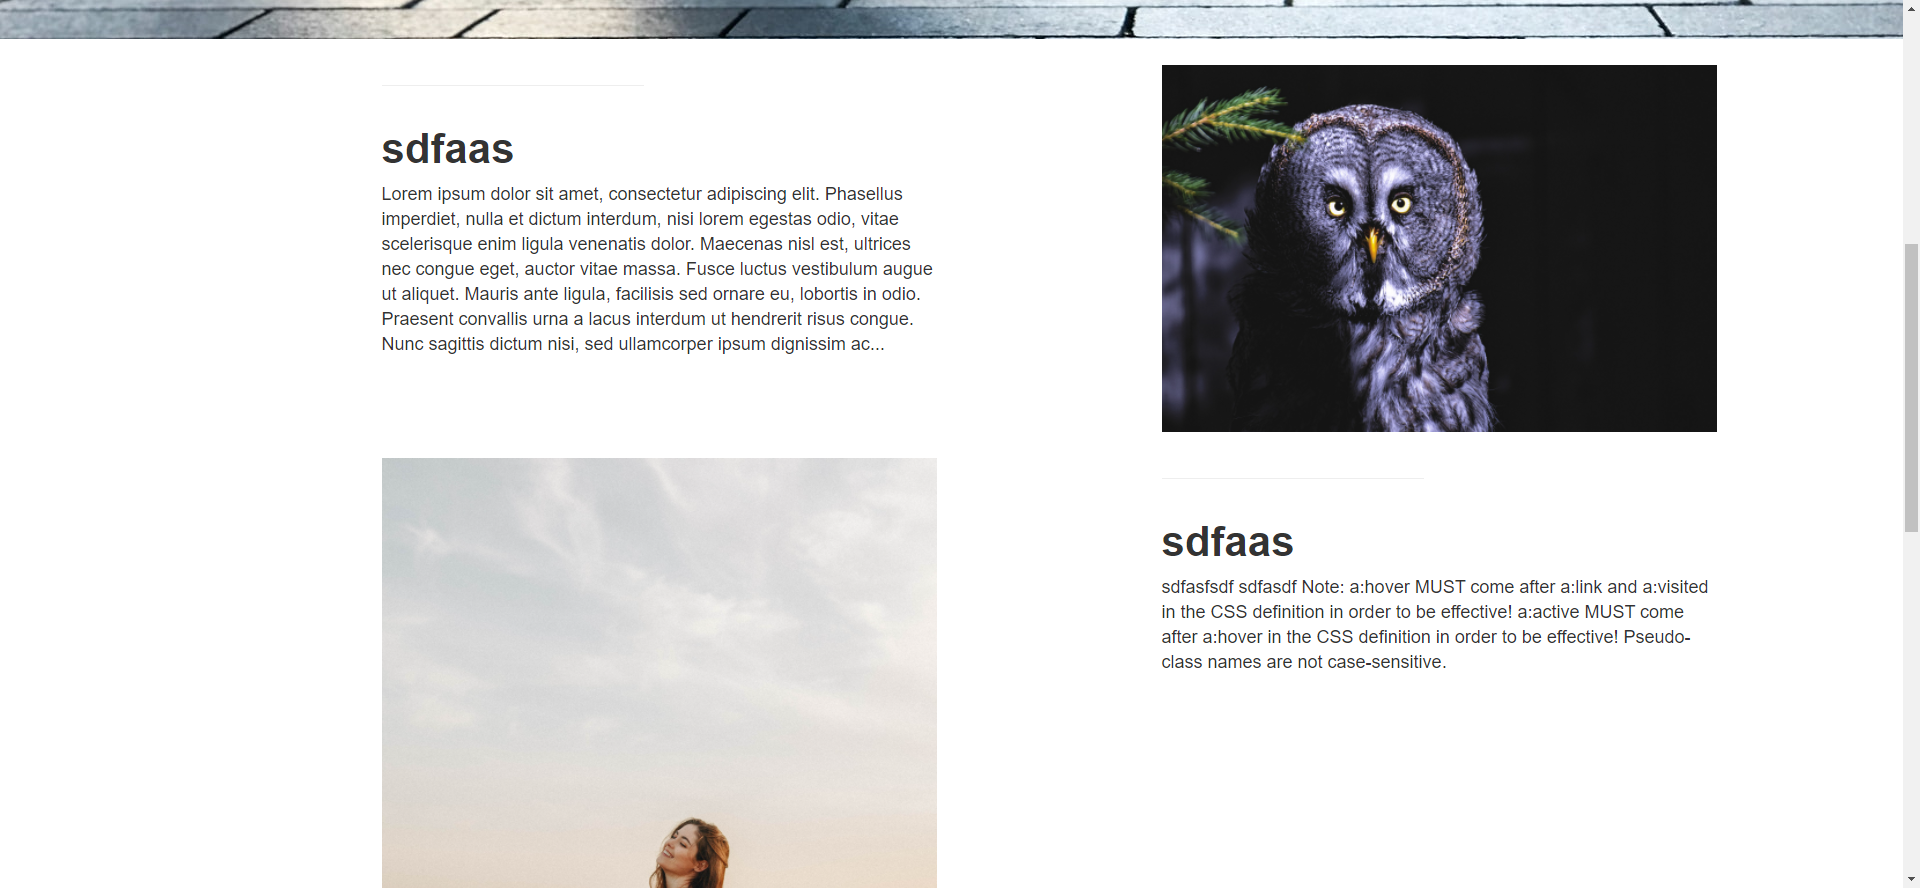 sdfaas
Lorem ipsum dolor sit amet, consectetur adipiscing elit. Phasellus
imperdiet, nulla et dictum interdum, nisi lorem egestas odio, vitae
scelerisque enim ligula venenatis dolor. Maecenas nisl est, ultrices
nec congue eget, auctor vitae massa. Fusce luctus vestibulum augue
ut aliquet. Mauris ante ligula, facilisis sed ornare eu, lobortis in odio.
Praesent convallis urna a lacus interdum ut hendrerit risus congue.
Nunc sagittis dictum nisi, sed ullamcorper ipsum dignissim ac...
sdfaas
sdfasfsdf sdfasdf Note: a:hover MUST come after a:link and a:visited
in the CSS definition in order to be effective! a:active MUST come
after a:hover in the CSS definition in order to be effective! Pseudo-
class names are not case-sensitive.